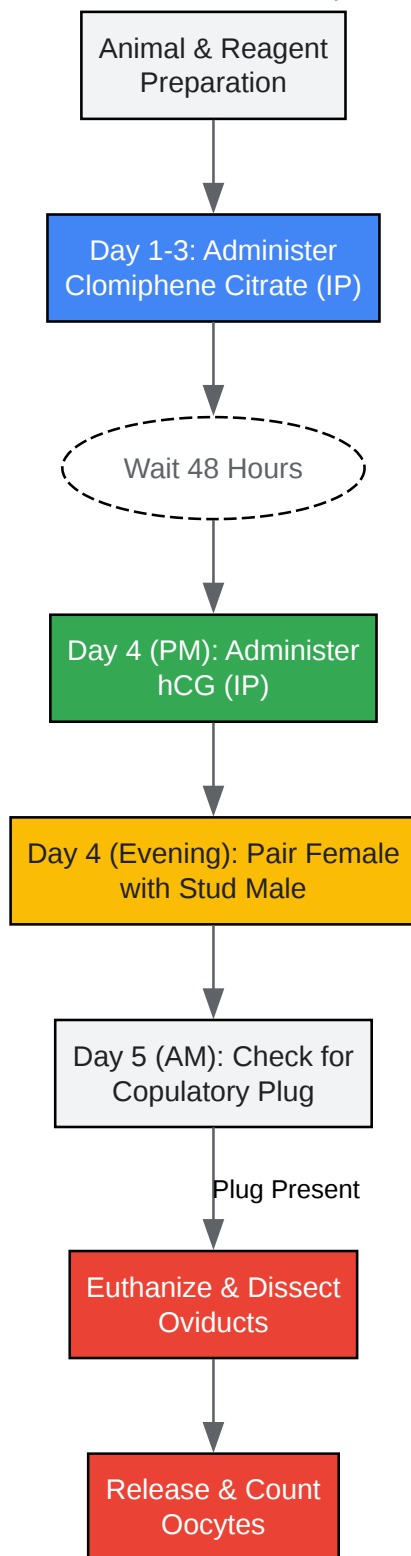 Animal & Reagent
Preparation
Day 1-3: Administer
Clomiphene Citrate (IP)
Wait 48 Hours
Day 4 (PM): Administer
hCG (IP)
Day 4 (Evening): Pair Female
with Stud Male
Day 5 (AM): Check for
Copulatory Plug
Plug Present
Euthanize & Dissect
Oviducts
Release & Count
Oocytes